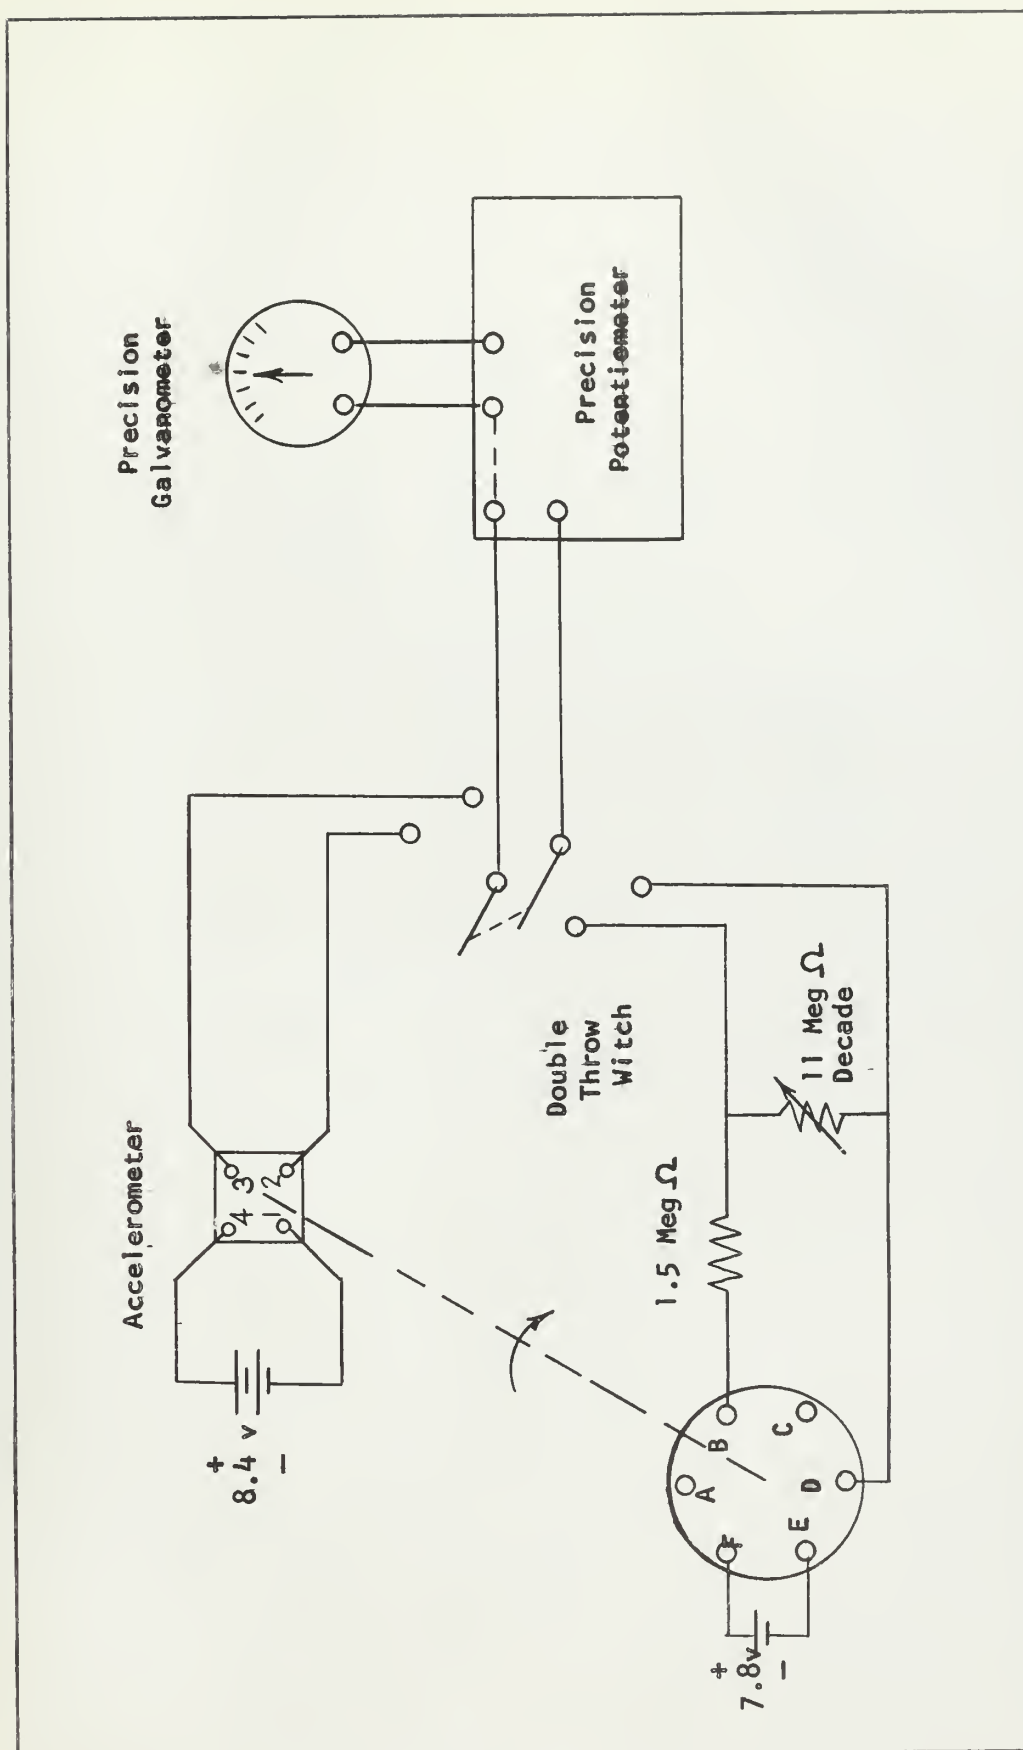 Precision
Galvanometer
Precision
Potentiometer
Accelerometer
4 3
1 2
+
8.4 v
−
Double
Throw
Witch
11 Meg Ω
Decade
1.5 Meg Ω
A
B
C
D
E
F
+
7.8v
−